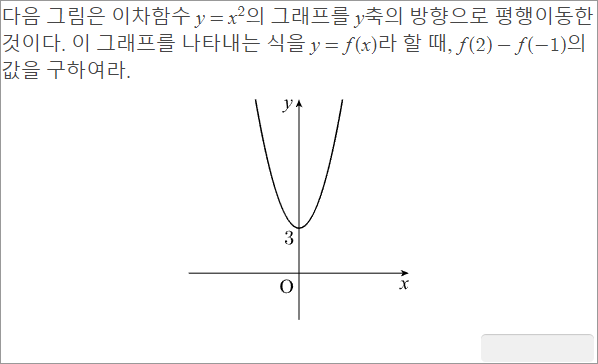 다음 그림은 이차함수 y = x²의 그래프를 y축의 방향으로 평행이동한
것이다. 이 그래프를 나타내는 식을 y = f(x)라 할 때, f(2) − f(−1)의
값을 구하여라.
y
3
O
x